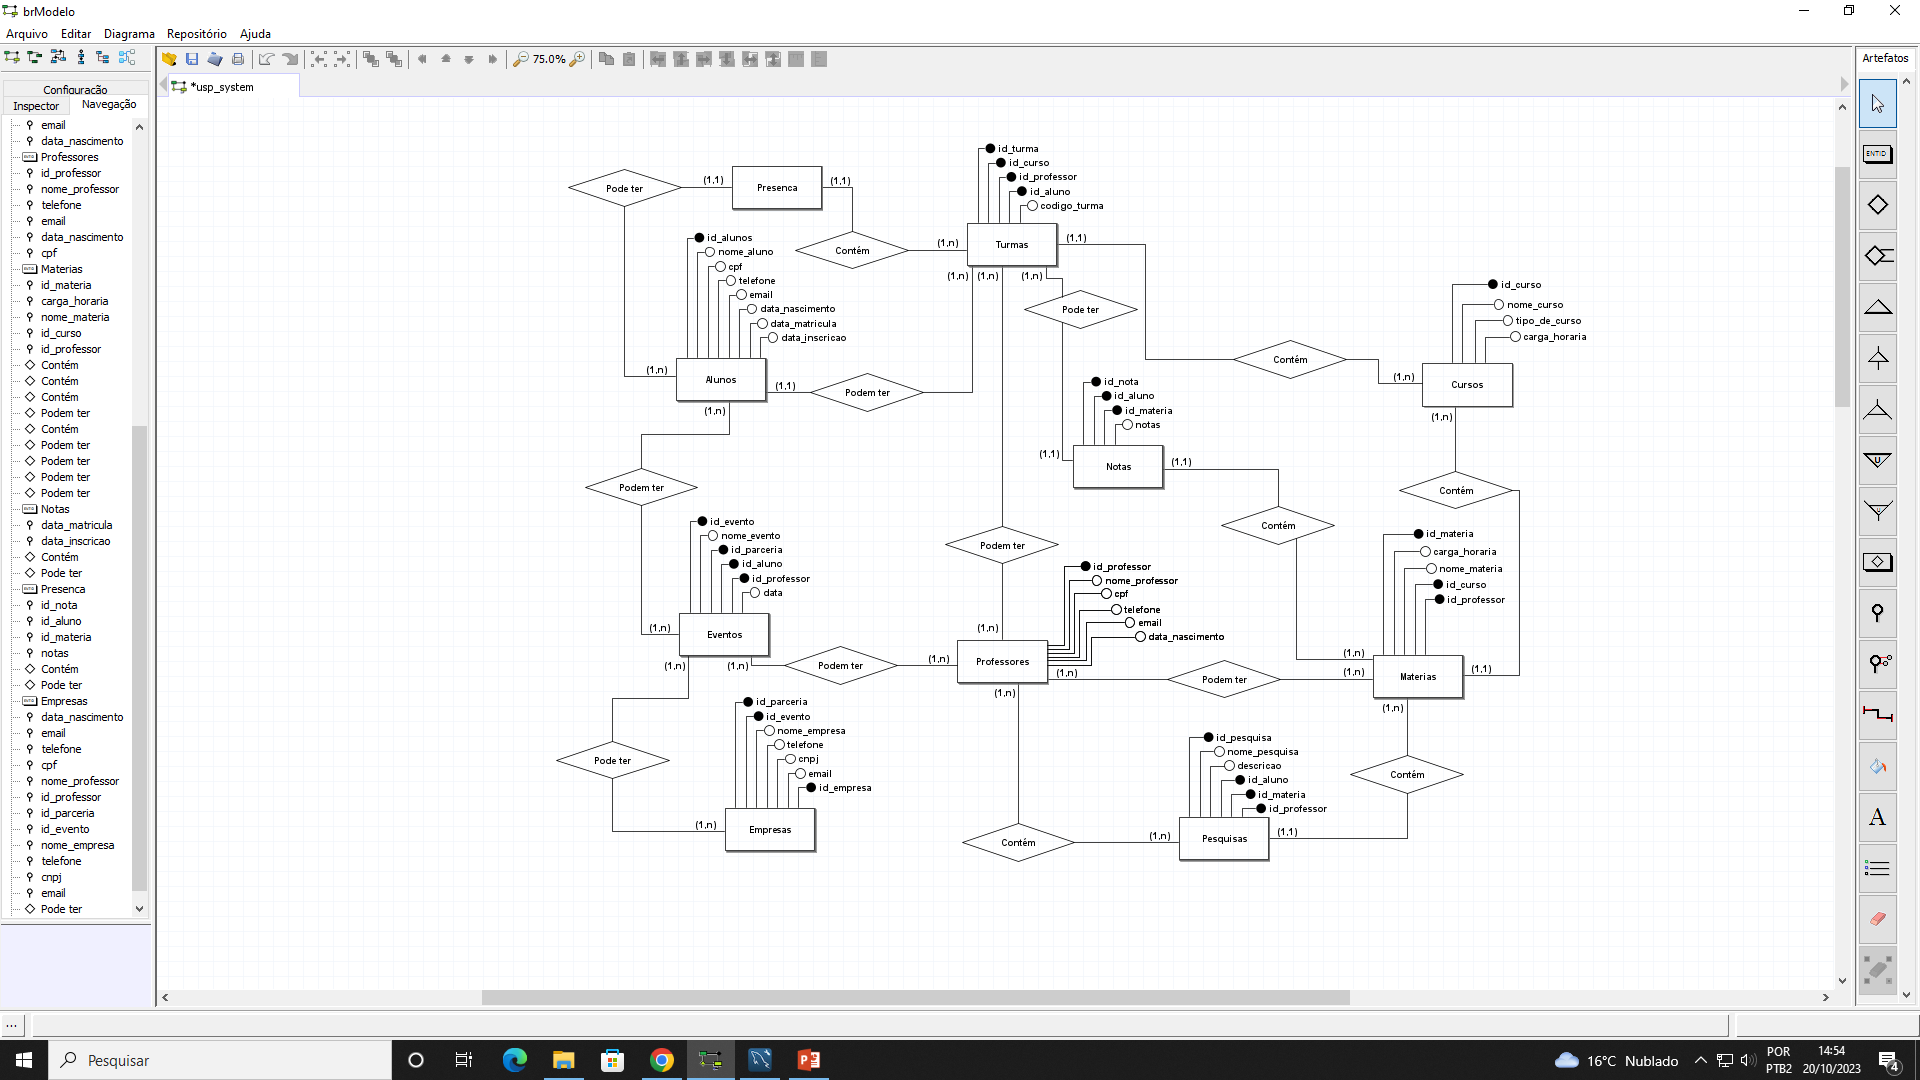 brModelo
Arquivo Editar Diagrama Repositório Ajuda
75.0%
Artefatos
*usp_system
Configuração
Inspector Navegação
email
data_nascimento
Professores
id_professor
nome_professor
telefone
email
data_nascimento
cpf
Materias
id_materia
carga_horaria
nome_materia
id_curso
id_professor
Contém
Contém
Contém
Podem ter
Contém
Podem ter
Podem ter
Podem ter
Podem ter
Notas
data_matricula
data_inscricao
Contém
Pode ter
Presenca
id_nota
id_aluno
id_materia
notas
Contém
Pode ter
Empresas
data_nascimento
email
telefone
cpf
nome_professor
id_professor
id_parceria
id_evento
nome_empresa
telefone
cnpj
email
Pode ter
Pode ter
(1,1)
Presenca
(1,1)
Contém
(1,n)
id_turma
id_curso
id_professor
id_aluno
codigo_turma
Turmas
(1,1)
(1,n) (1,n) (1,n)
Pode ter
id_alunos
nome_aluno
cpf
telefone
email
data_nascimento
data_matricula
data_inscricao
(1,n)
Alunos
(1,1)
Podem ter
(1,n)
id_curso
nome_curso
tipo_de_curso
carga_horaria
Contém
(1,n)
Cursos
(1,n)
id_nota
id_aluno
id_materia
notas
(1,1)
Notas
(1,1)
Podem ter
Contém
Contém
id_evento
nome_evento
id_parceria
id_aluno
id_professor
data
Podem ter
id_materia
carga_horaria
nome_materia
id_curso
id_professor
id_professor
nome_professor
cpf
telefone
email
data_nascimento
(1,n)
Eventos
(1,n)
(1,n) (1,n)
Podem ter
(1,n)
Professores
(1,n)
(1,n)
Podem ter
(1,n)
(1,n)
Materias
(1,1)
(1,n)
id_parceria
id_evento
nome_empresa
telefone
cnpj
email
id_empresa
Pode ter
(1,n)
Empresas
id_pesquisa
nome_pesquisa
descricao
id_aluno
id_materia
id_professor
Contém
Contém
(1,n)
Pesquisas
(1,1)
ENTID
U
U
A
...
Pesquisar
16°C Nublado
POR
PTB2
14:54
20/10/2023
4